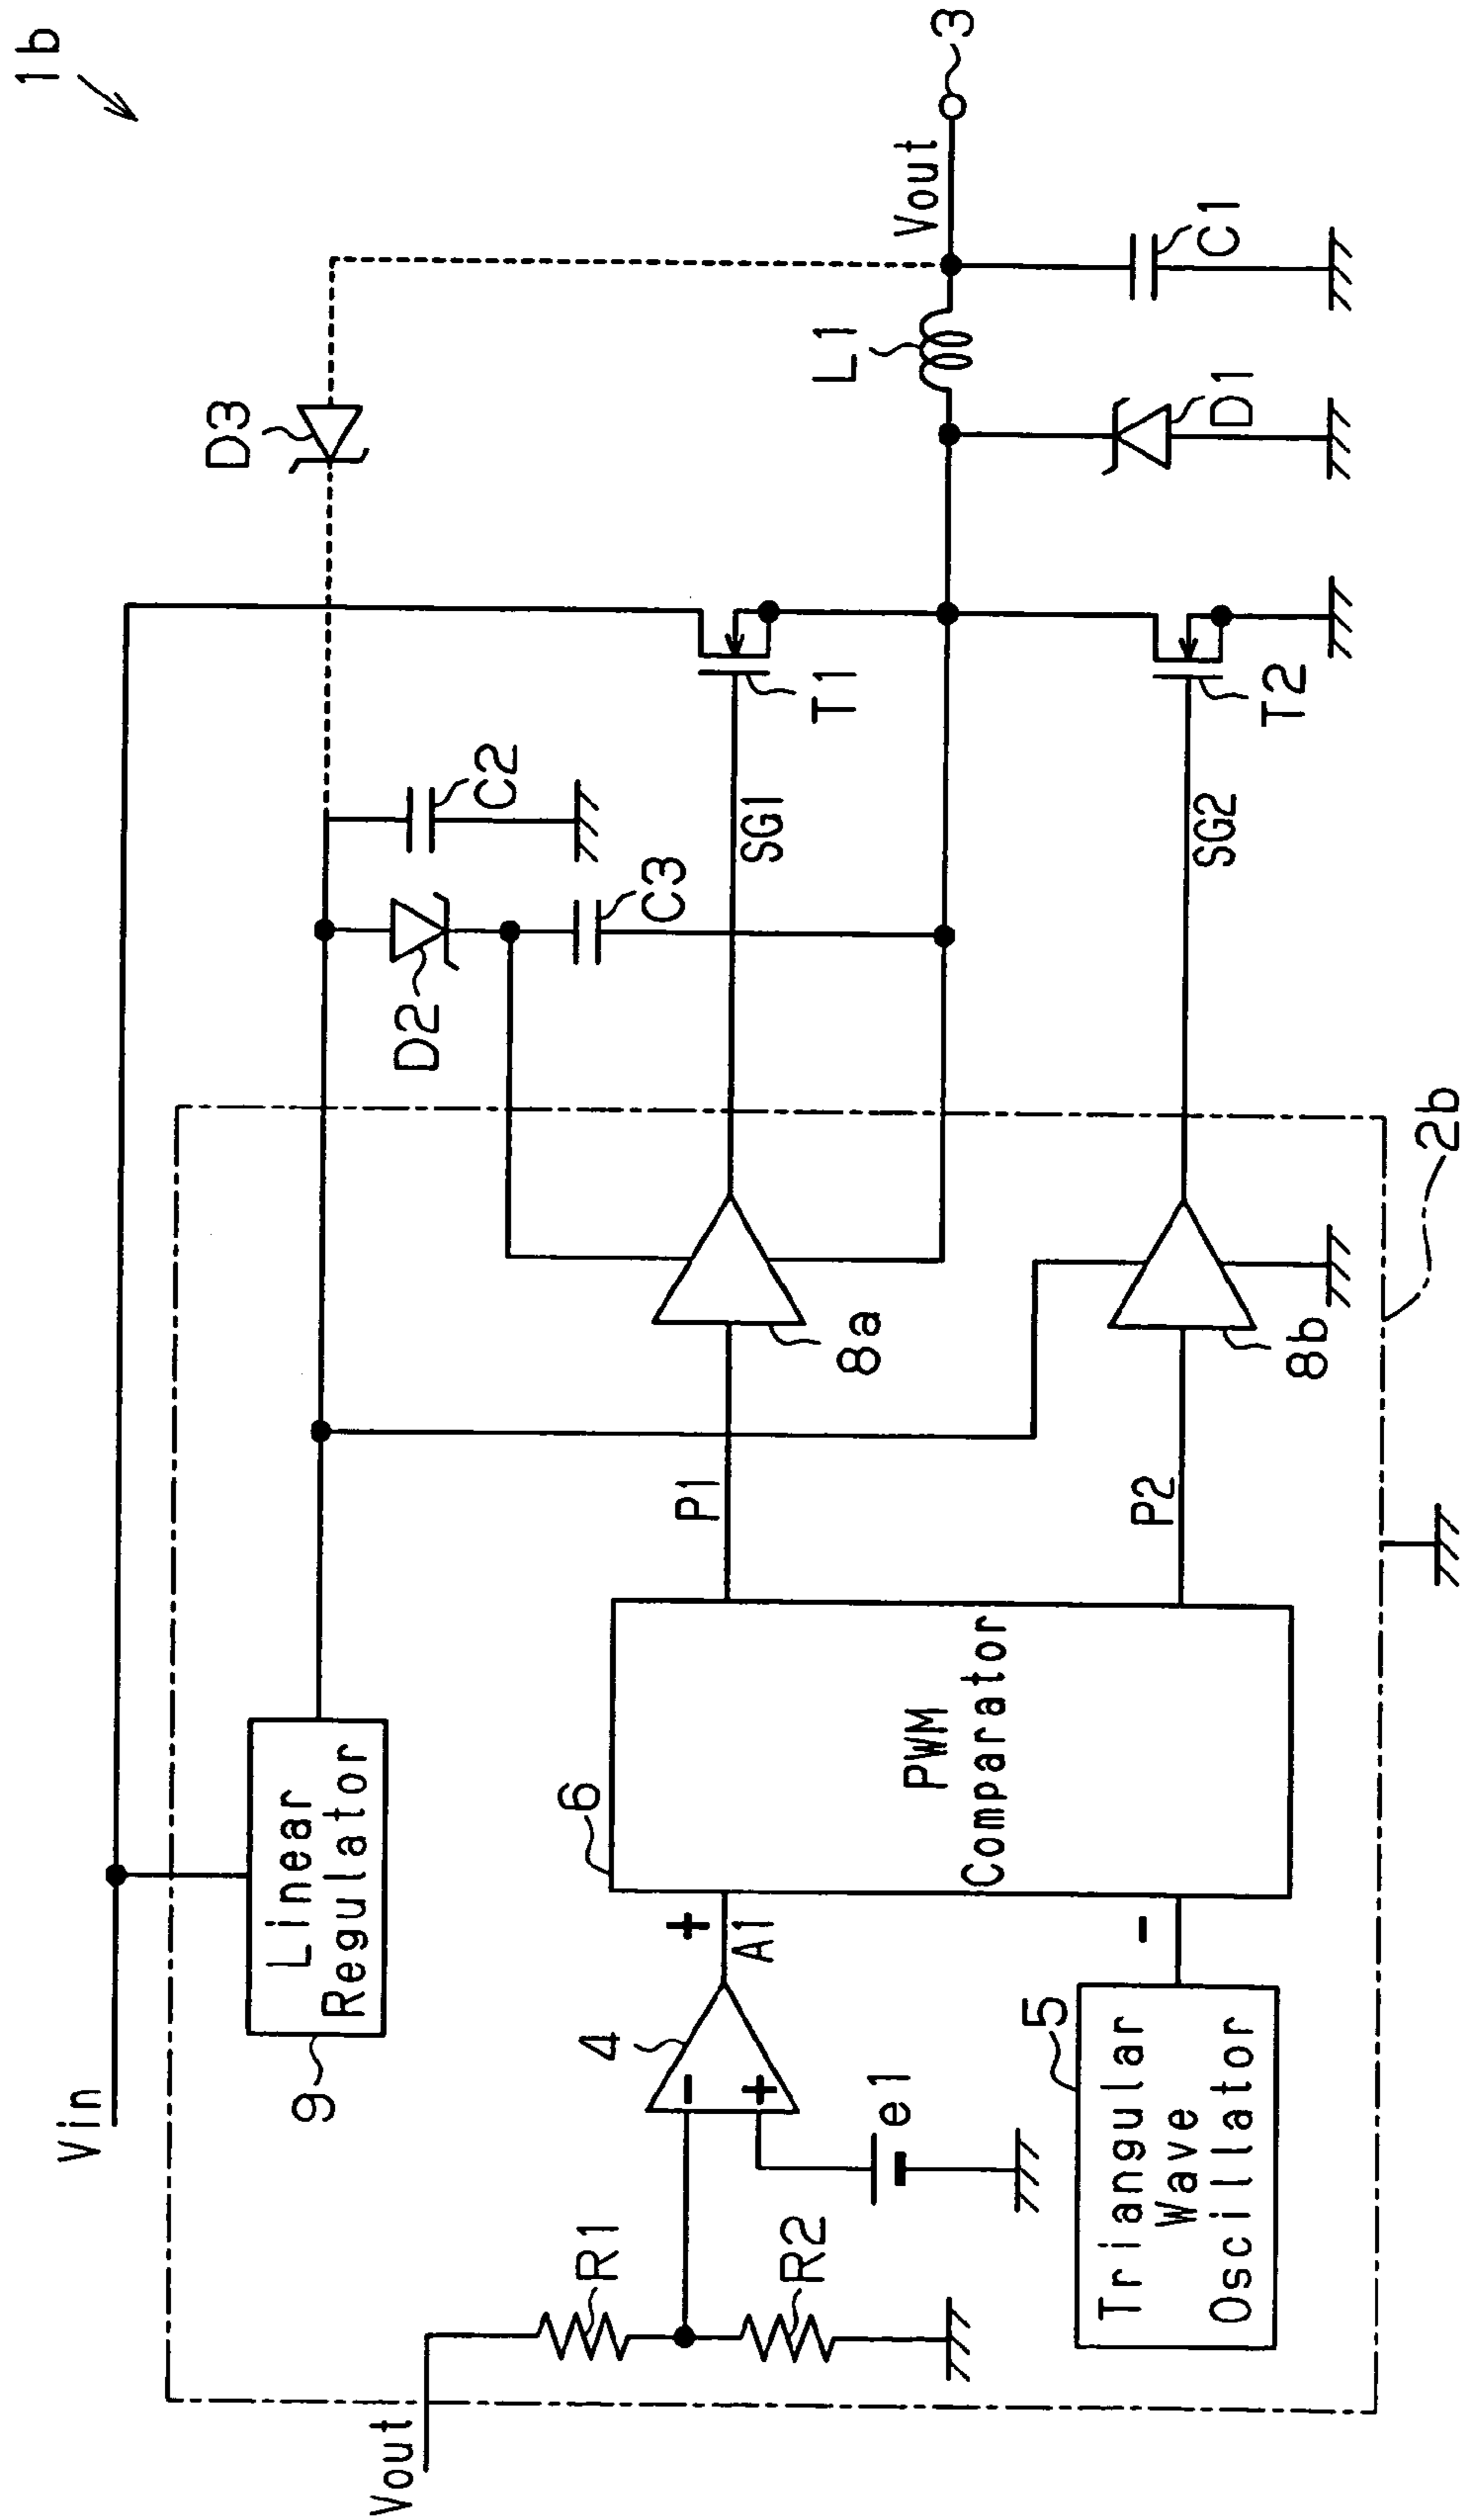 1b
Vin
9
Linear
Regulator
D3
D2
C2
C3
Vout
R1
R2
4
-
+
e1
+
A1
6
PWM
Comparator
-
5
Triangular
Wave
Oscillator
P1
P2
8a
8b
SG1
SG2
T1
T2
L1
D1
C1
Vout
3
2b